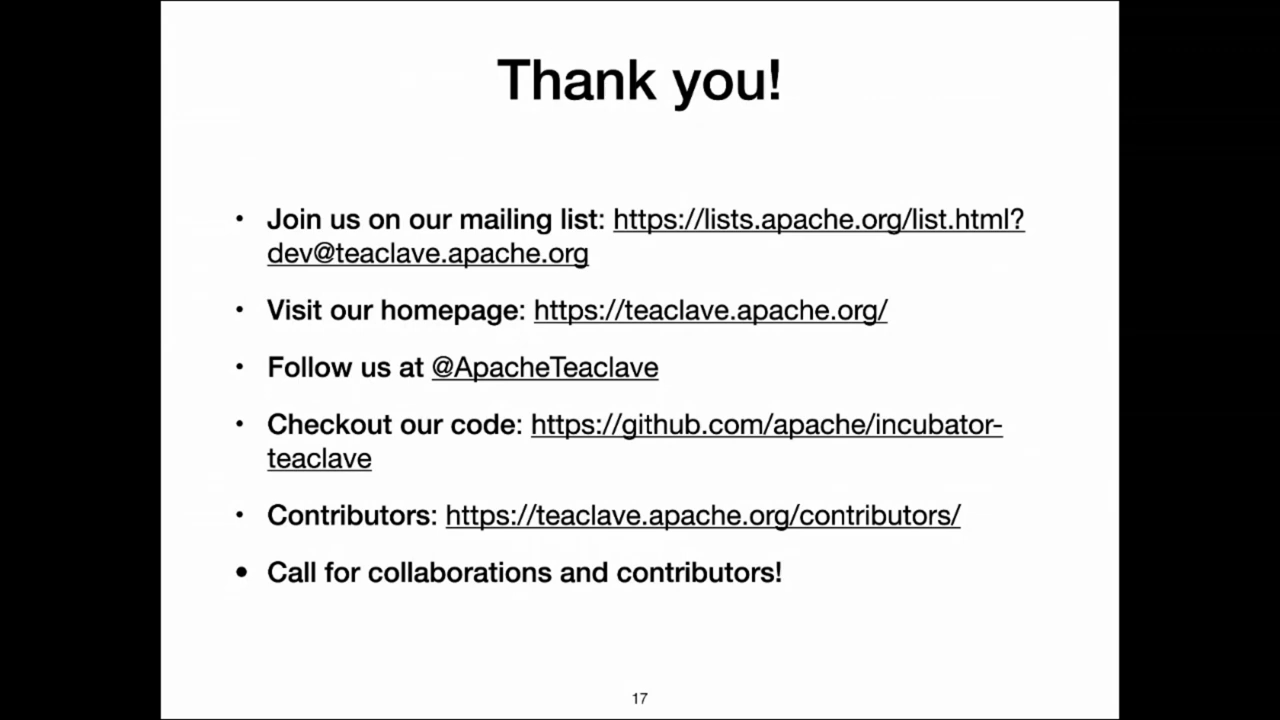 Thank you!
• Join us on our mailing list: https://lists.apache.org/list.html?
dev@teaclave.apache.org
• Visit our homepage: https://teaclave.apache.org/
• Follow us at @ApacheTeaclave
• Checkout our code: https://github.com/apache/incubator-
teaclave
• Contributors: https://teaclave.apache.org/contributors/
• Call for collaborations and contributors!
17